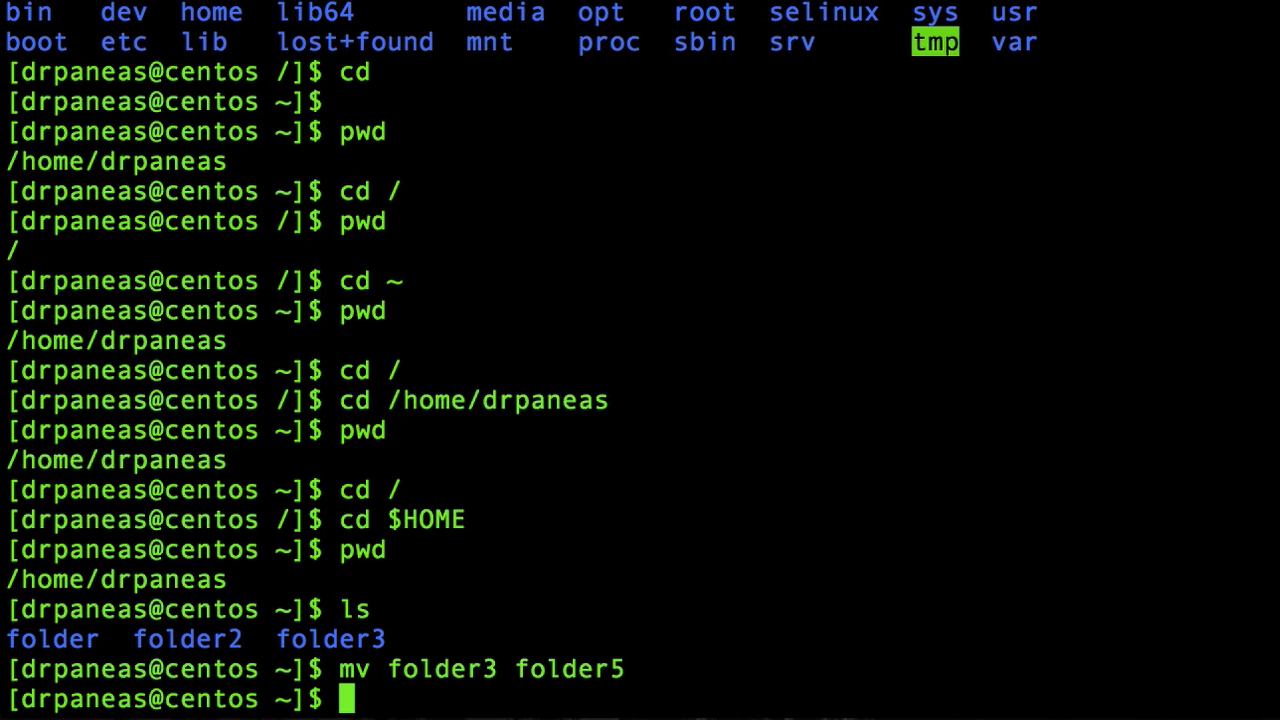 bin   dev  home  lib64       media  opt   root  selinux  sys  usr
boot  etc  lib   lost+found  mnt    proc  sbin  srv      tmp  var
[drpaneas@centos /]$ cd
[drpaneas@centos ~]$
[drpaneas@centos ~]$ pwd
/home/drpaneas
[drpaneas@centos ~]$ cd /
[drpaneas@centos /]$ pwd
/
[drpaneas@centos /]$ cd ~
[drpaneas@centos ~]$ pwd
/home/drpaneas
[drpaneas@centos ~]$ cd /
[drpaneas@centos /]$ cd /home/drpaneas
[drpaneas@centos ~]$ pwd
/home/drpaneas
[drpaneas@centos ~]$ cd /
[drpaneas@centos /]$ cd $HOME
[drpaneas@centos ~]$ pwd
/home/drpaneas
[drpaneas@centos ~]$ ls
folder  folder2  folder3
[drpaneas@centos ~]$ mv folder3 folder5
[drpaneas@centos ~]$